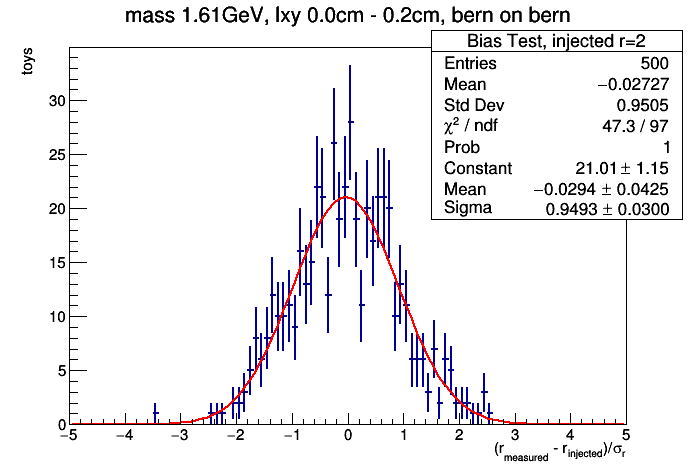 mass 1.61GeV, lxy 0.0cm - 0.2cm, bern on bern
toys
Bias Test, injected r=2
Entries 500
Mean −0.02727
Std Dev 0.9505
χ² / ndf 47.3 / 97
Prob 1
Constant 21.01 ± 1.15
Mean −0.0294 ± 0.0425
Sigma 0.9493 ± 0.0300
30
25
20
15
10
5
0
−5 −4 −3 −2 −1 0 1 2 3 4 5
(r_measured - r_injected)/σ_r